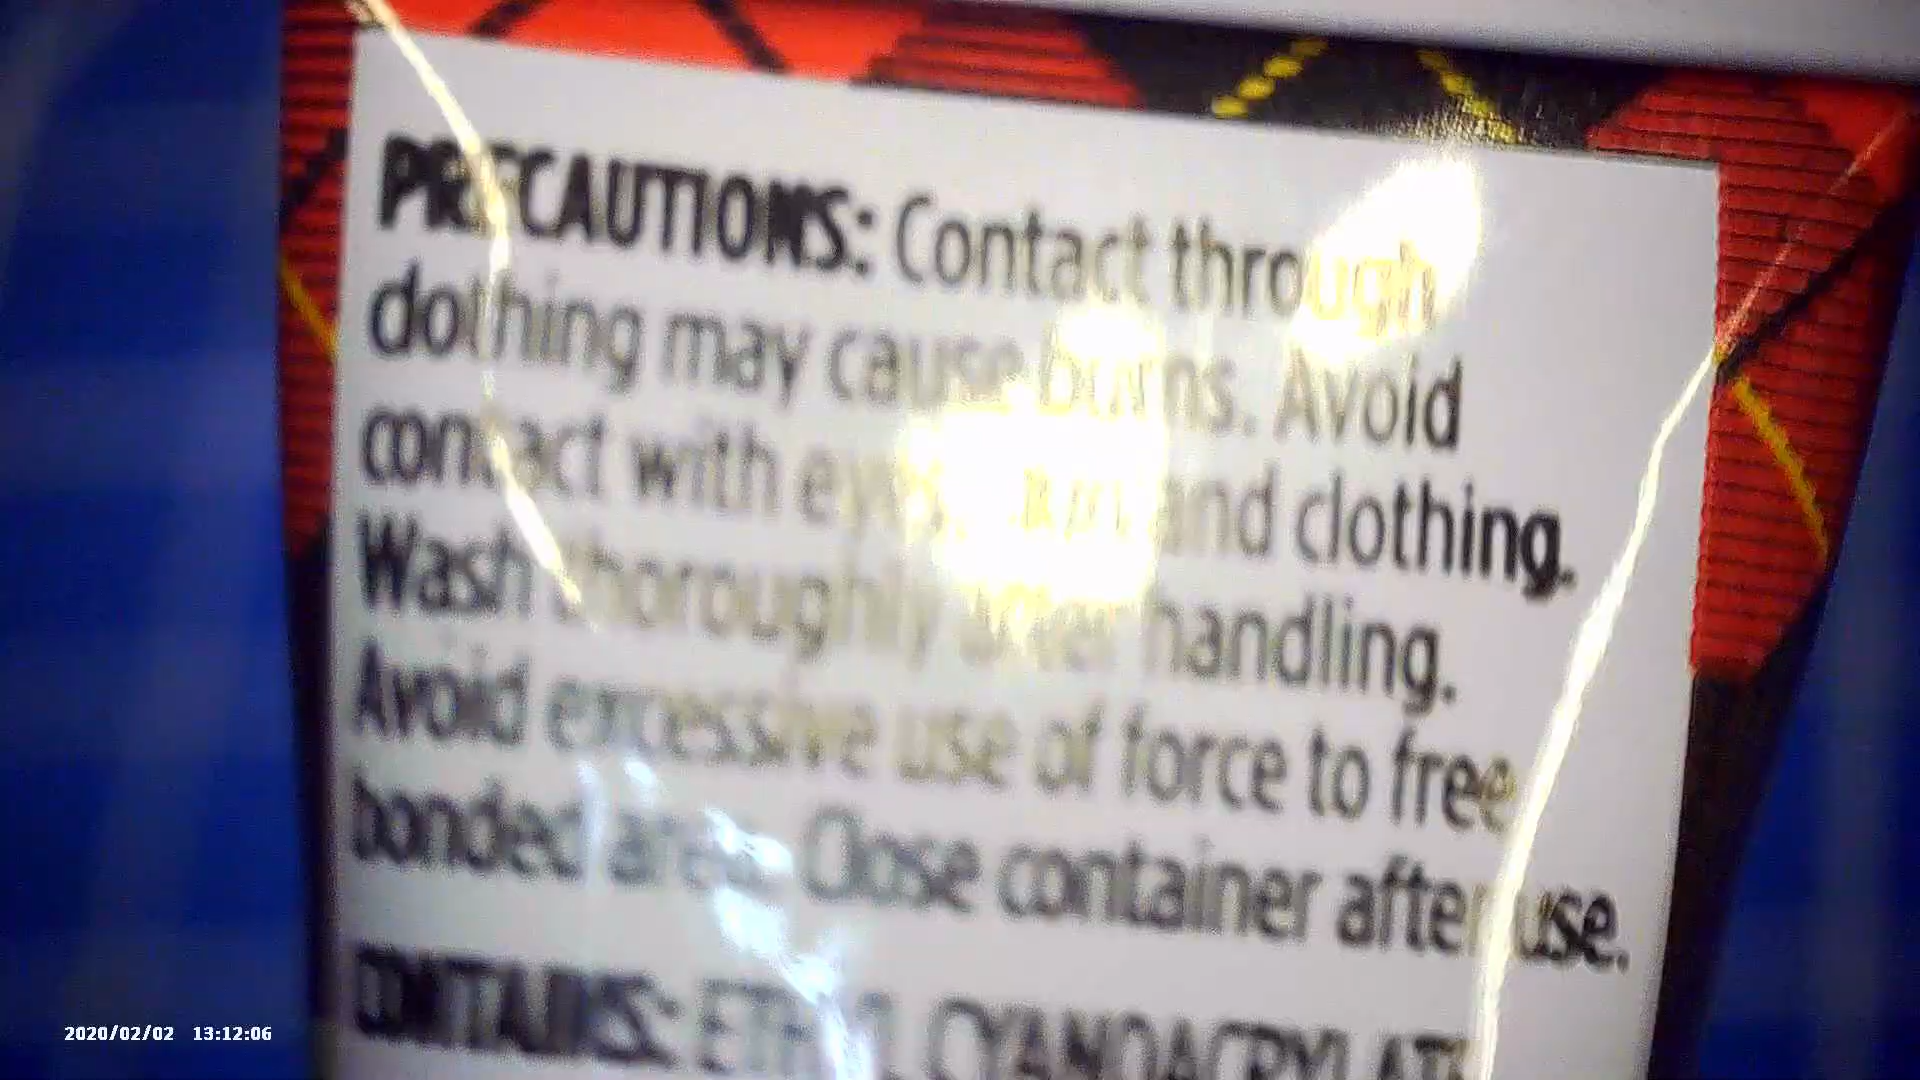 PRECAUTIONS: Contact through
clothing may cause burns. Avoid
contact with eyes, skin and clothing.
Wash thoroughly after handling.
Avoid excessive use of force to free
bonded area. Close container after use.
CONTAINS: ETHYL CYANOACRYLATE
2020/02/02 13:12:06